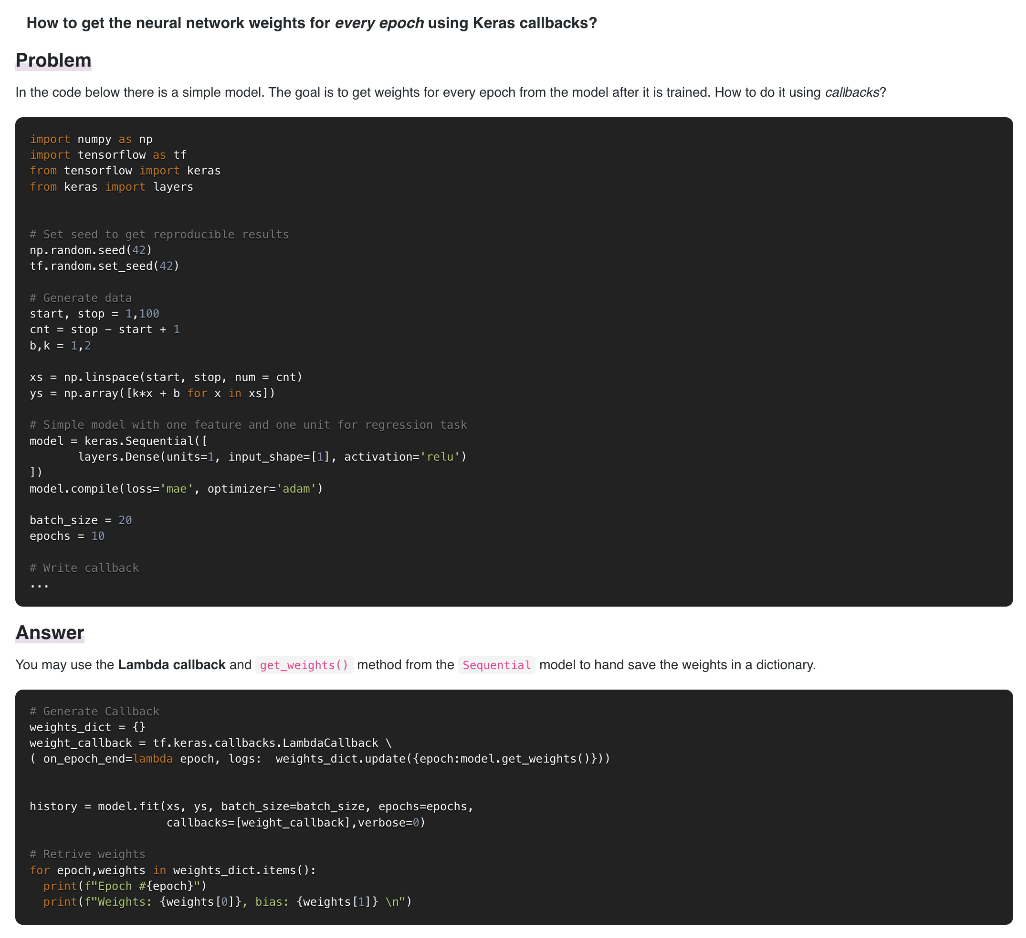 How to get the neural network weights for every epoch using Keras callbacks?
Problem
In the code below there is a simple model. The goal is to get weights for every epoch from the model after it is trained. How to do it using callbacks?
import numpy as np
import tensorflow as tf
from tensorflow import keras
from keras import layers
# Set seed to get reproducible results
np.random.seed(42)
tf.random.set_seed(42)
# Generate data
start, stop = 1,100
cnt = stop - start + 1
b,k = 1,2
xs = np.linspace(start, stop, num = cnt)
ys = np.array([k*x + b for x in xs])
# Simple model with one feature and one unit for regression task
model = keras.Sequential([
layers.Dense(units=1, input_shape=[1], activation='relu')
])
model.compile(loss='mae', optimizer='adam')
batch_size = 20
epochs = 10
# Write callback
...
Answer
You may use the Lambda callback and get_weights() method from the Sequential model to hand save the weights in a dictionary.
# Generate Callback
weights_dict = {}
weight_callback = tf.keras.callbacks.LambdaCallback \
( on_epoch_end=lambda epoch, logs:  weights_dict.update({epoch:model.get_weights()}))
history = model.fit(xs, ys, batch_size=batch_size, epochs=epochs,
callbacks=[weight_callback],verbose=0)
# Retrive weights
for epoch,weights in weights_dict.items():
print(f"Epoch #{epoch}")
print(f"Weights: {weights[0]}, bias: {weights[1]} \n")